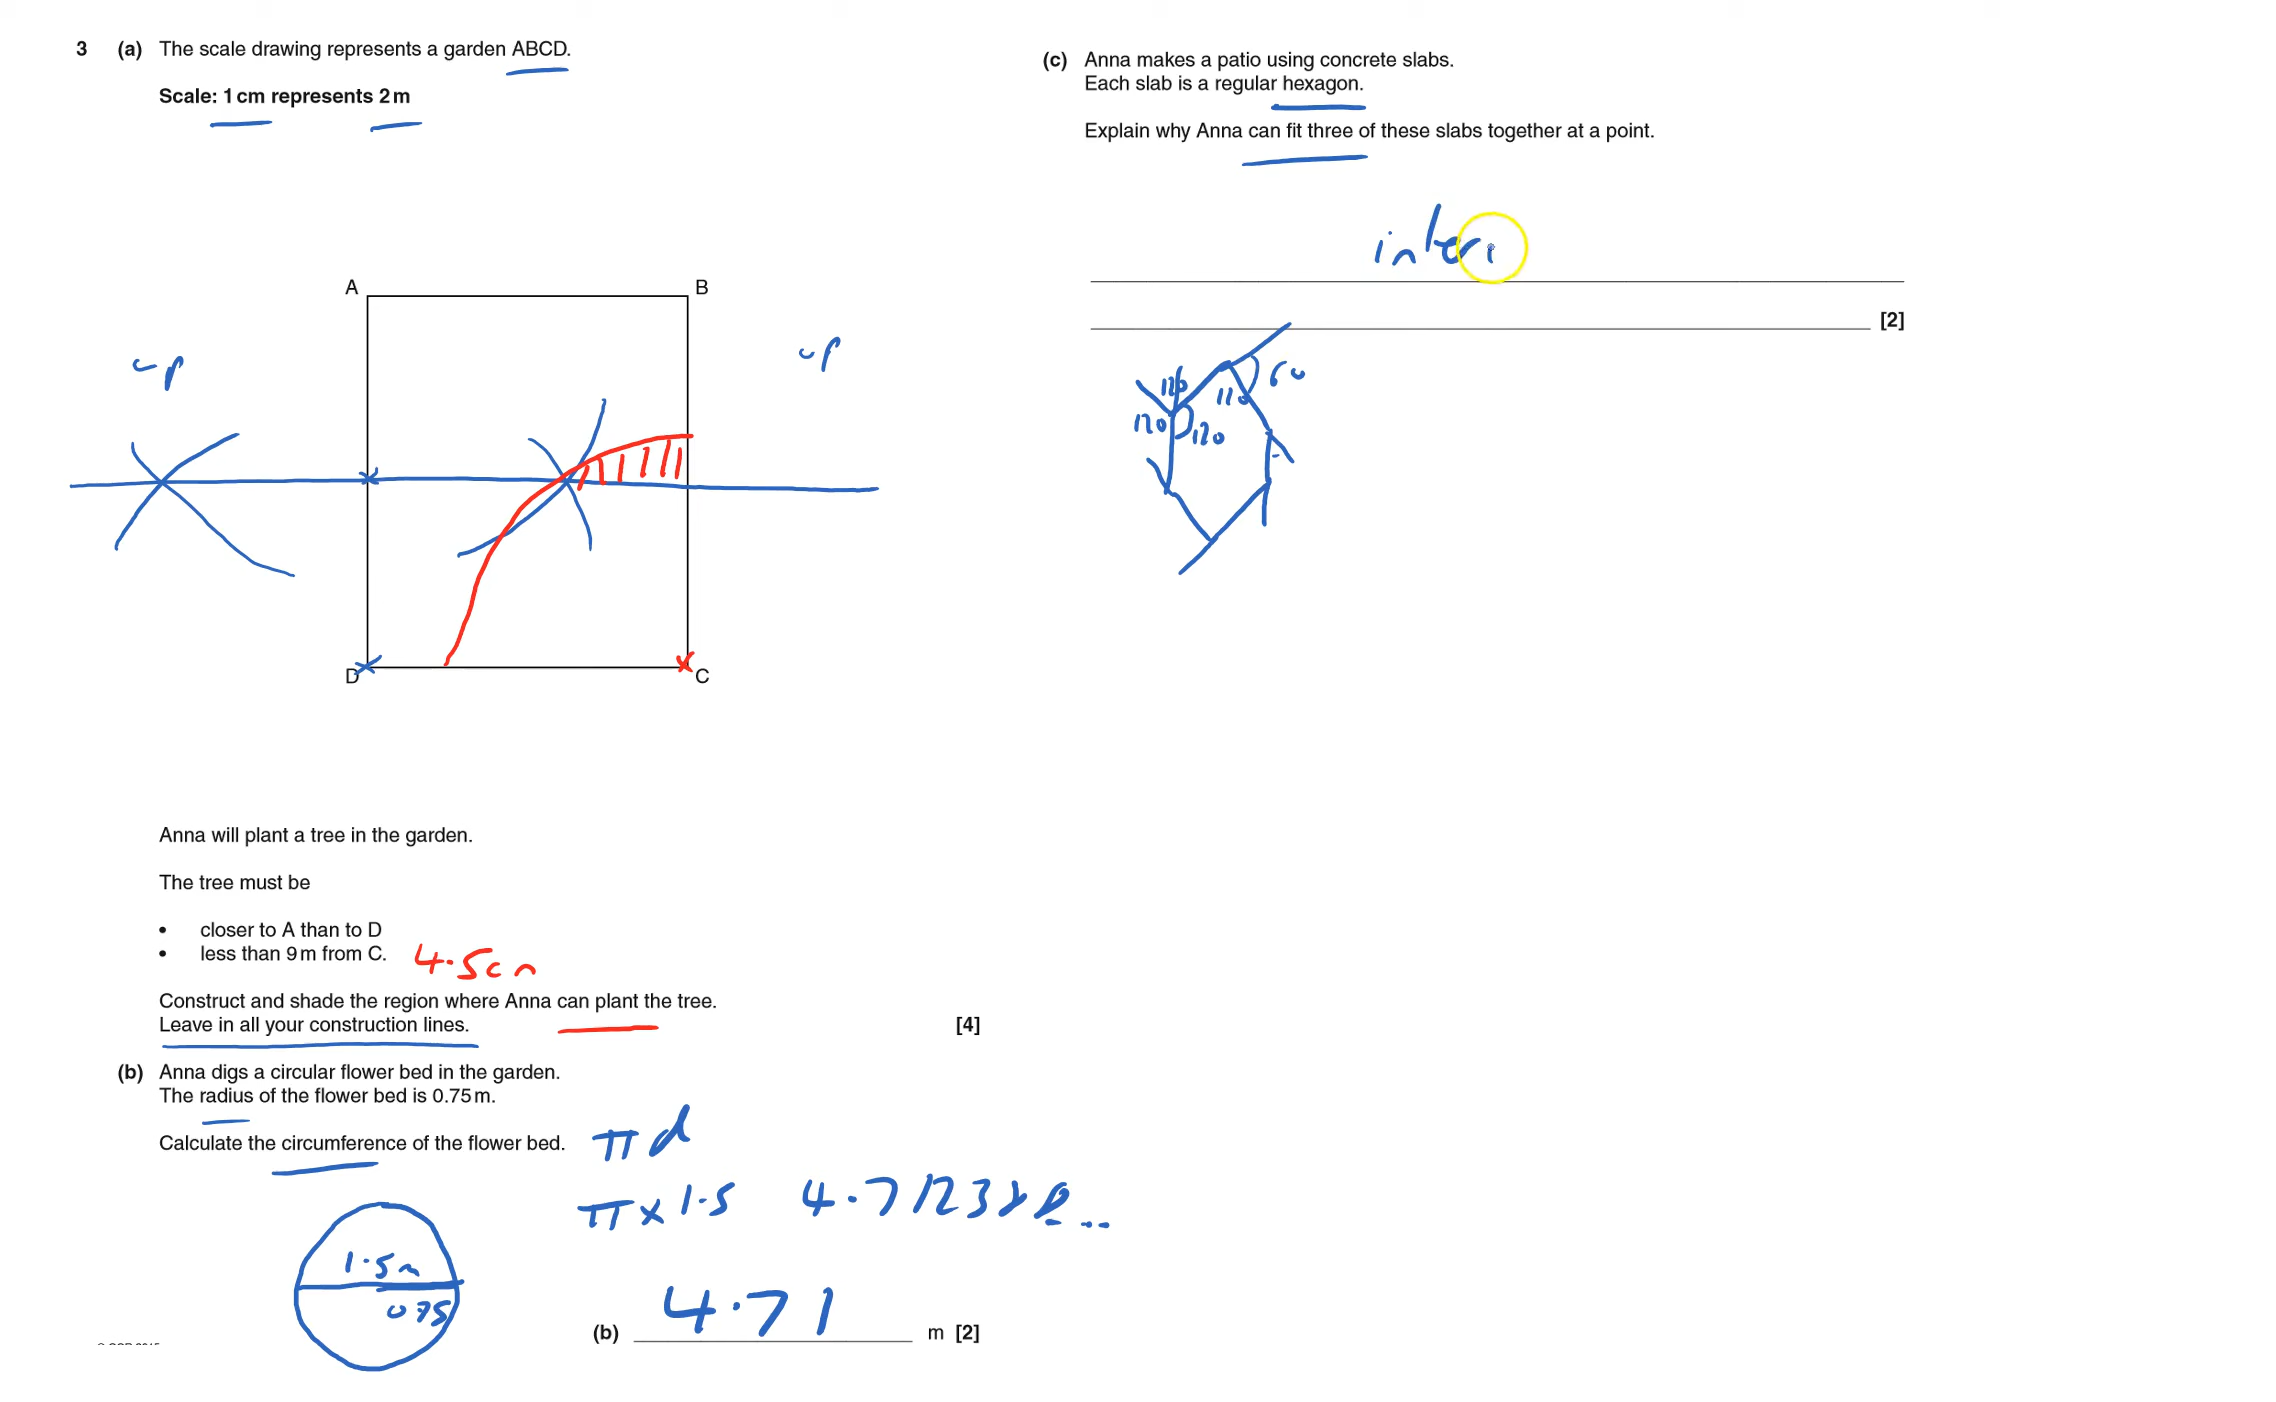 3 (a) The scale drawing represents a garden ABCD.
Scale: 1 cm represents 2 m
A
B
up
up
D
C
Anna will plant a tree in the garden.
The tree must be
• closer to A than to D
• less than 9 m from C.
4.5cm
Construct and shade the region where Anna can plant the tree.
Leave in all your construction lines.
[4]
(b) Anna digs a circular flower bed in the garden.
The radius of the flower bed is 0.75 m.
Calculate the circumference of the flower bed.
πd
π×1.5
1.5m
0.75
4.71
(b) m [2]
(c) Anna makes a patio using concrete slabs.
Each slab is a regular hexagon.
Explain why Anna can fit three of these slabs together at a point.
interi
[2]
120
60
120
120